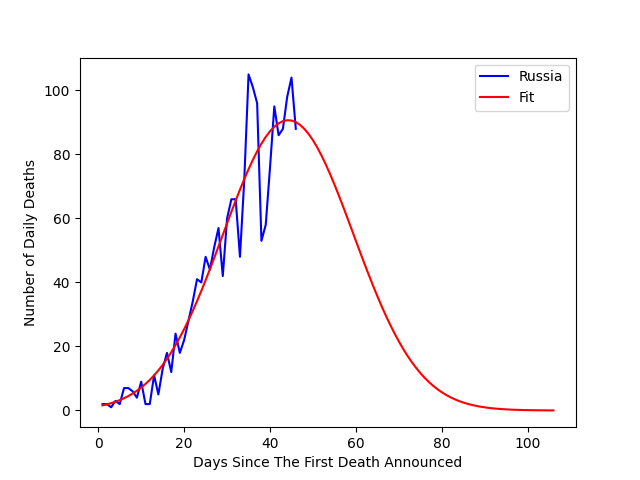 Russia
Fit
100
80
60
40
20
0
Number of Daily Deaths
0 20 40 60 80 100
Days Since The First Death Announced